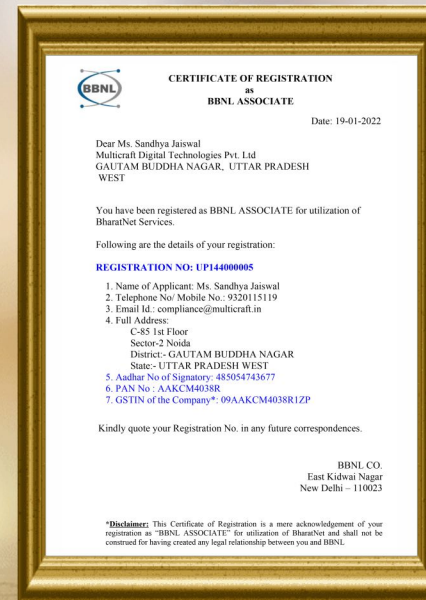 BBNL
CERTIFICATE OF REGISTRATION
as
BBNL ASSOCIATE
Date: 19-01-2022
Dear Ms. Sandhya Jaiswal
Multicraft Digital Technologies Pvt. Ltd
GAUTAM BUDDHA NAGAR, UTTAR PRADESH
WEST
You have been registered as BBNL ASSOCIATE for utilization of
BharatNet Services.
Following are the details of your registration:
REGISTRATION NO: UP144000005
1. Name of Applicant: Ms. Sandhya Jaiswal
2. Telephone No/ Mobile No.: 9320115119
3. Email Id.: compliance@multicraft.in
4. Full Address:
C-85 1st Floor
Sector-2 Noida
District:- GAUTAM BUDDHA NAGAR
State:- UTTAR PRADESH WEST
5. Aadhar No of Signatory: 485054743677
6. PAN No : AAKCM4038R
7. GSTIN of the Company*: 09AAKCM4038R1ZP
Kindly quote your Registration No. in any future correspondences.
BBNL CO.
East Kidwai Nagar
New Delhi – 110023
*Disclaimer: This Certificate of Registration is a mere acknowledgement of your
registration as “BBNL ASSOCIATE” for utilization of BharatNet and shall not be
construed for having created any legal relationship between you and BBNL